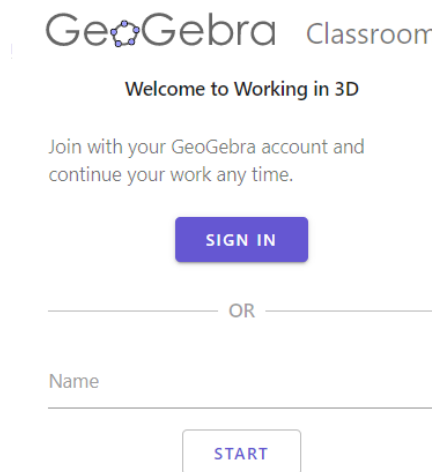 GeoGebra Classroom
Welcome to Working in 3D
Join with your GeoGebra account and
continue your work any time.
SIGN IN
OR
Name
START